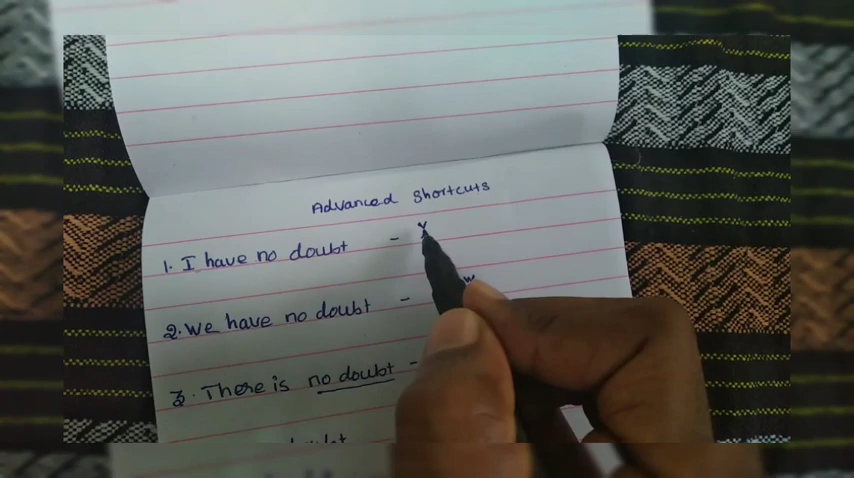 Advanced Shortcuts
1. I have no doubt -
2. We have no doubt -
3. There is no doubt -